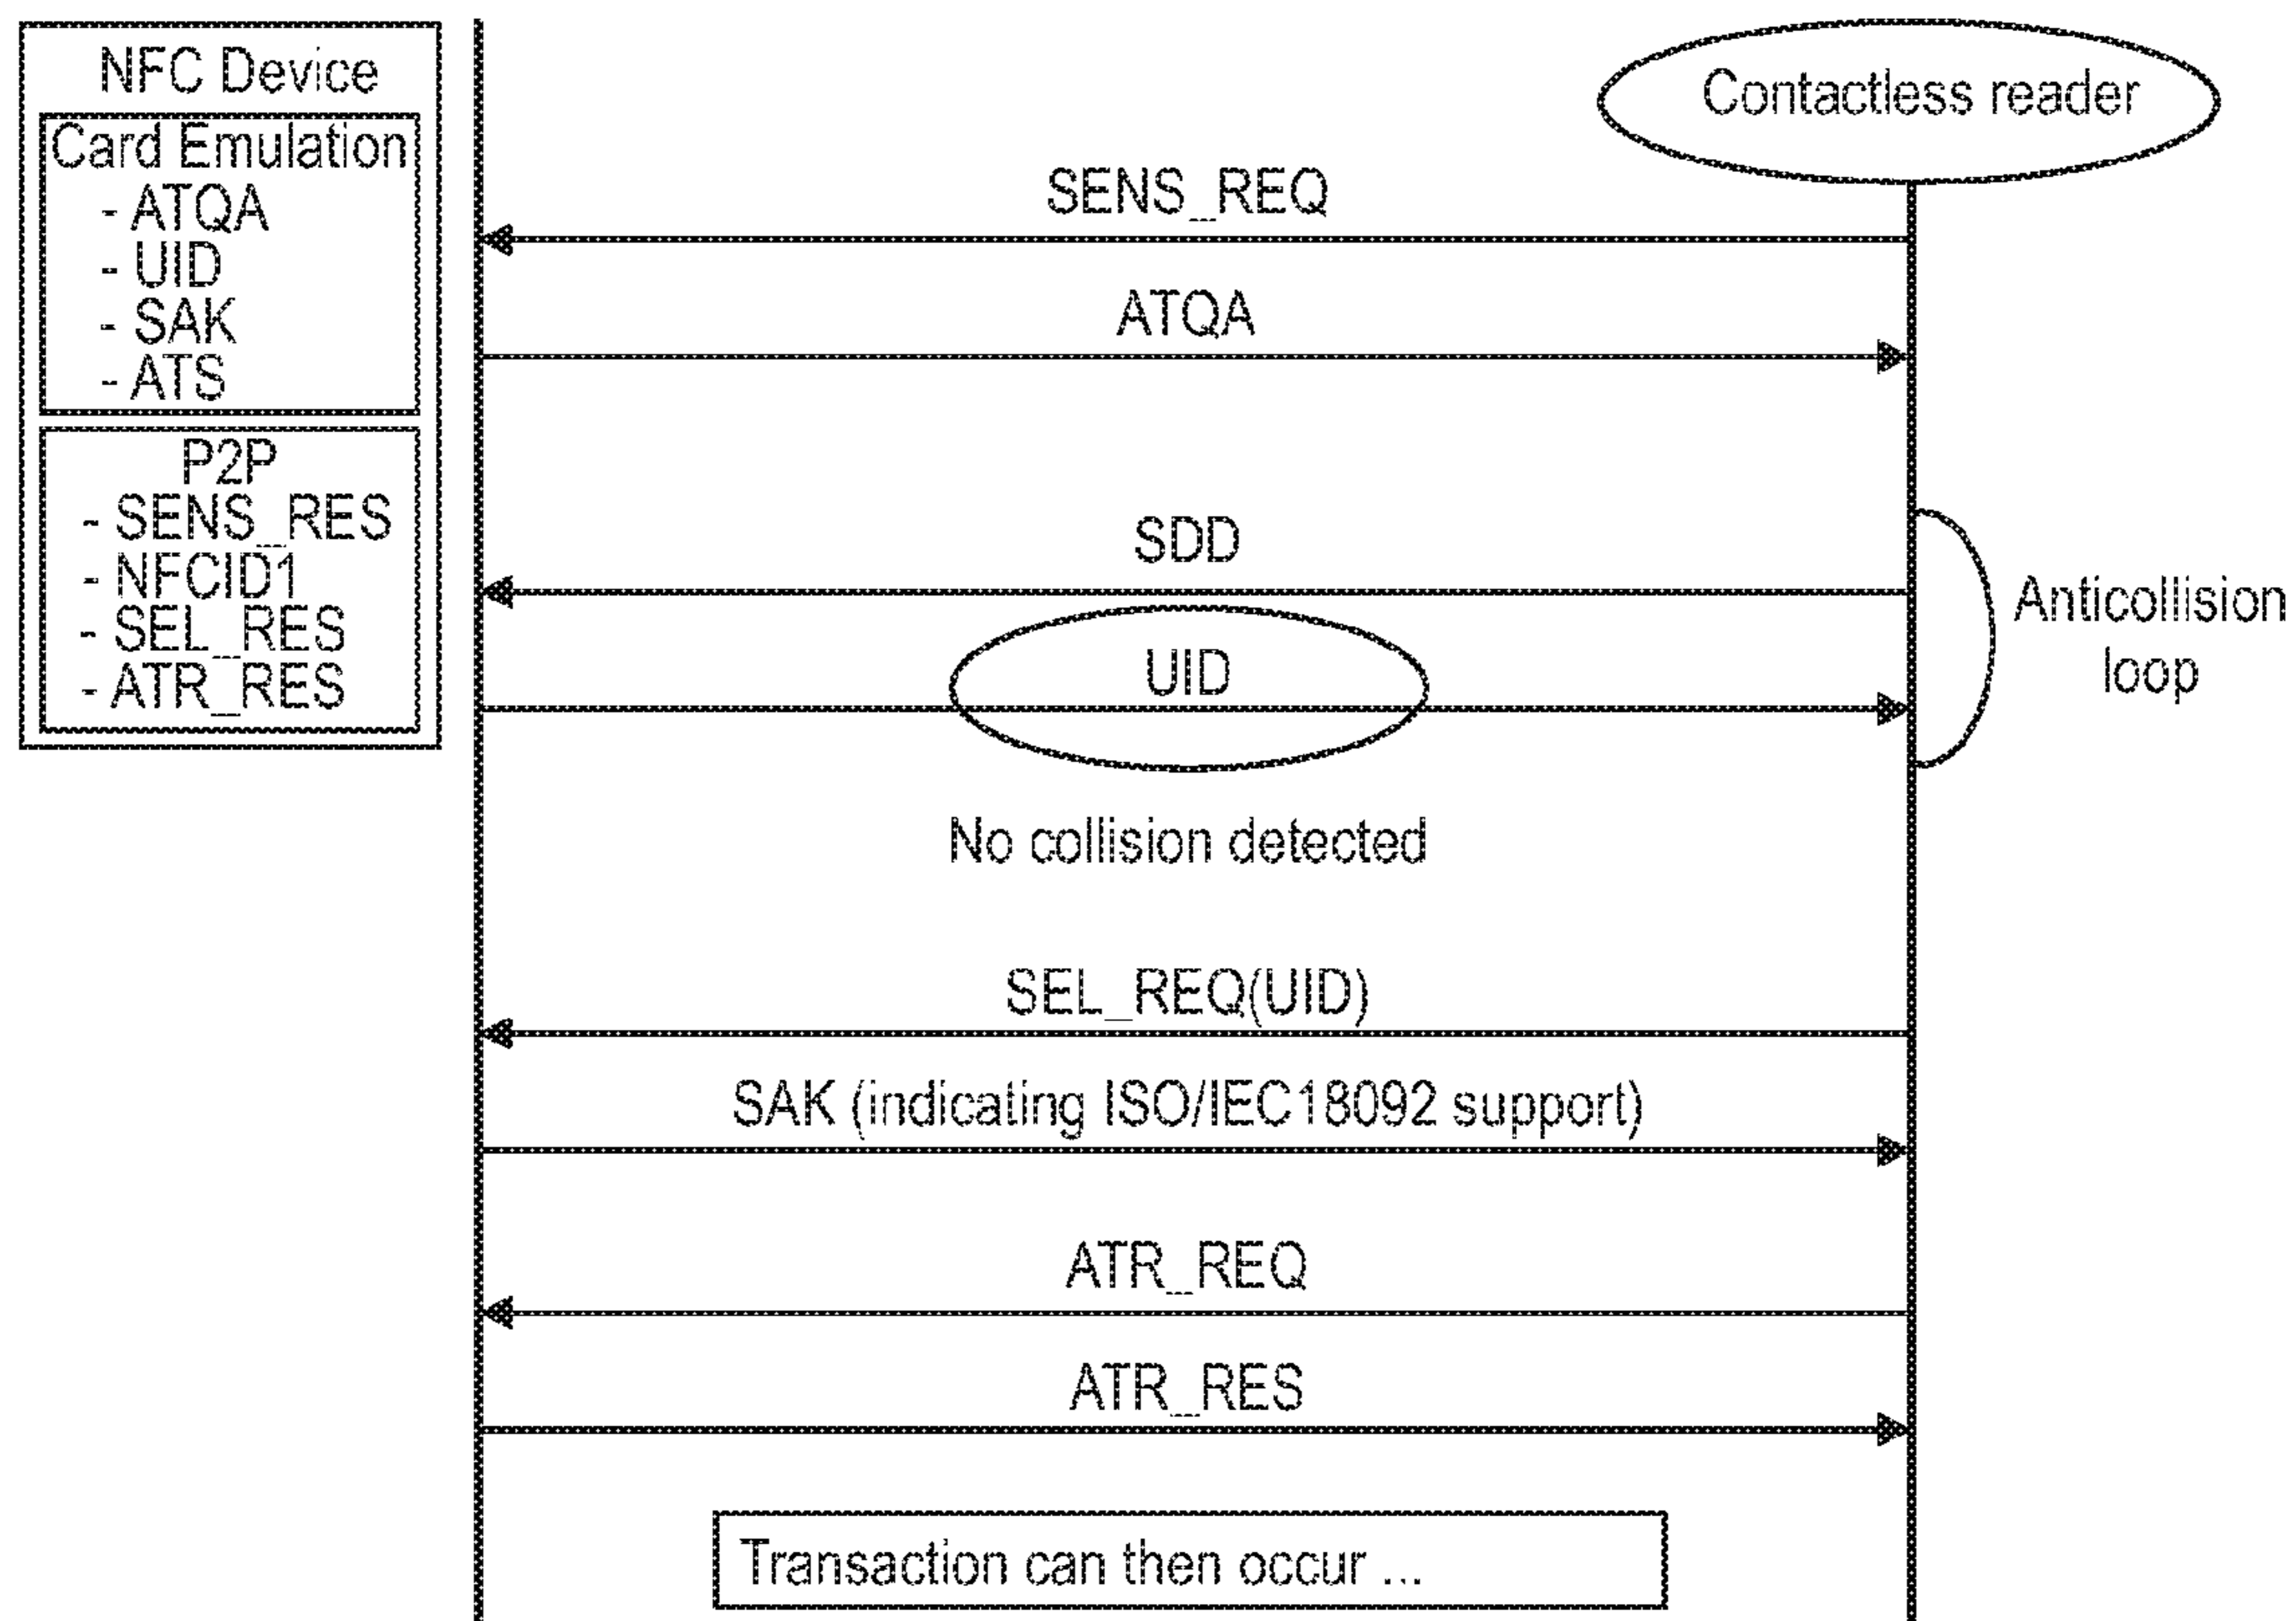 NFC Device
Card Emulation
- ATQA
- UID
- SAK
- ATS
P2P
- SENS_RES
- NFCID1
- SEL_RES
- ATR_RES
Contactless reader
SENS_REQ
ATQA
SDD
UID
Anticollision
loop
No collision detected
SEL_REQ(UID)
SAK (indicating ISO/IEC18092 support)
ATR_REQ
ATR_RES
Transaction can then occur ...